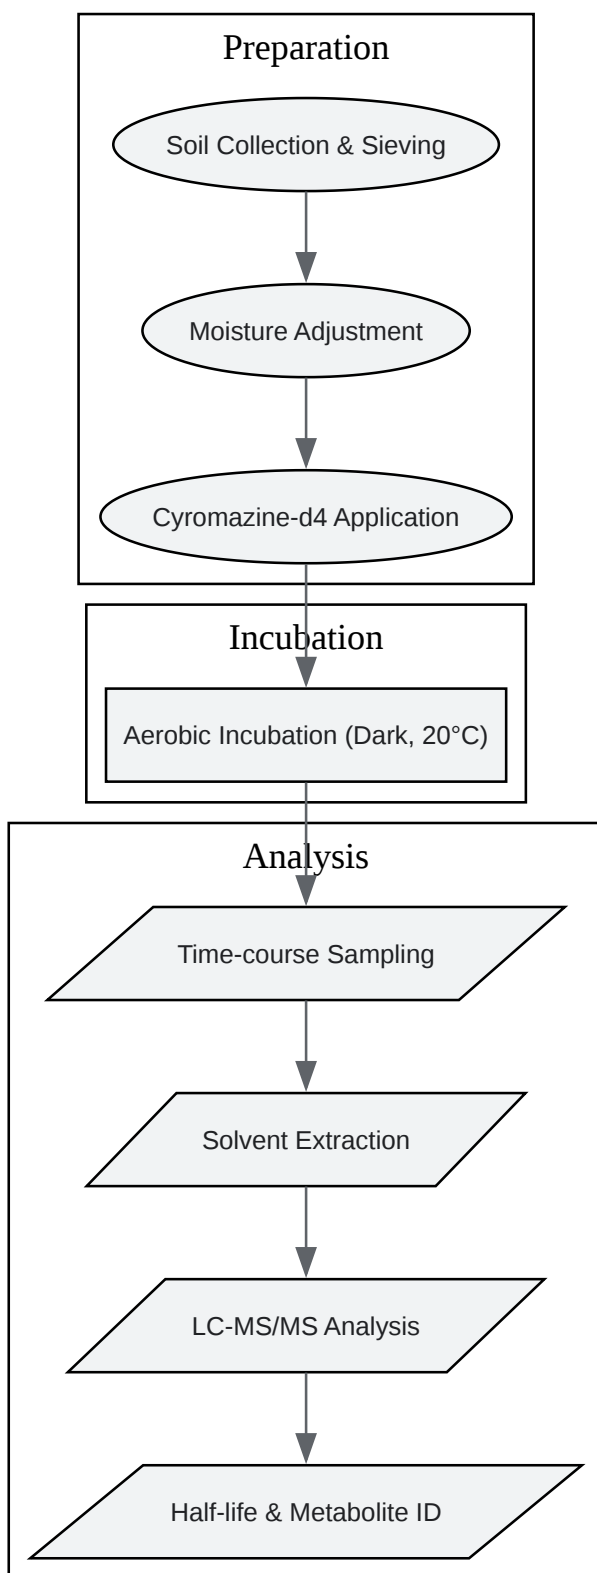 Preparation
Soil Collection & Sieving
Moisture Adjustment
Cyromazine-d4 Application
Incubation
Aerobic Incubation (Dark, 20°C)
Analysis
Time-course Sampling
Solvent Extraction
LC-MS/MS Analysis
Half-life & Metabolite ID